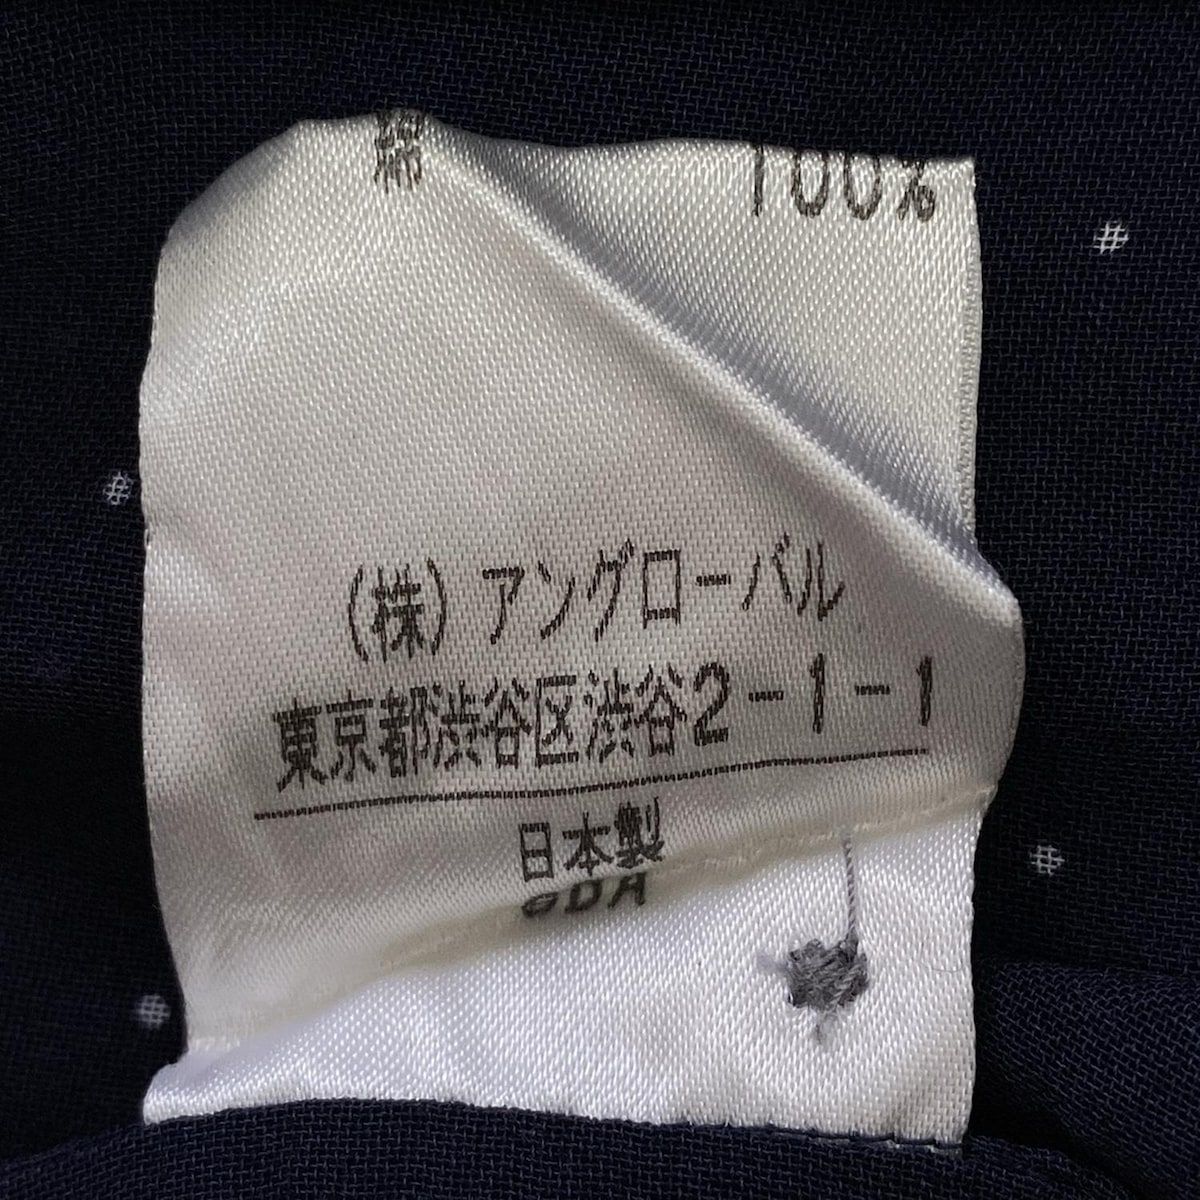 綿 100%
(株) アングローバル
東京都渋谷区渋谷2-1-1
日本製